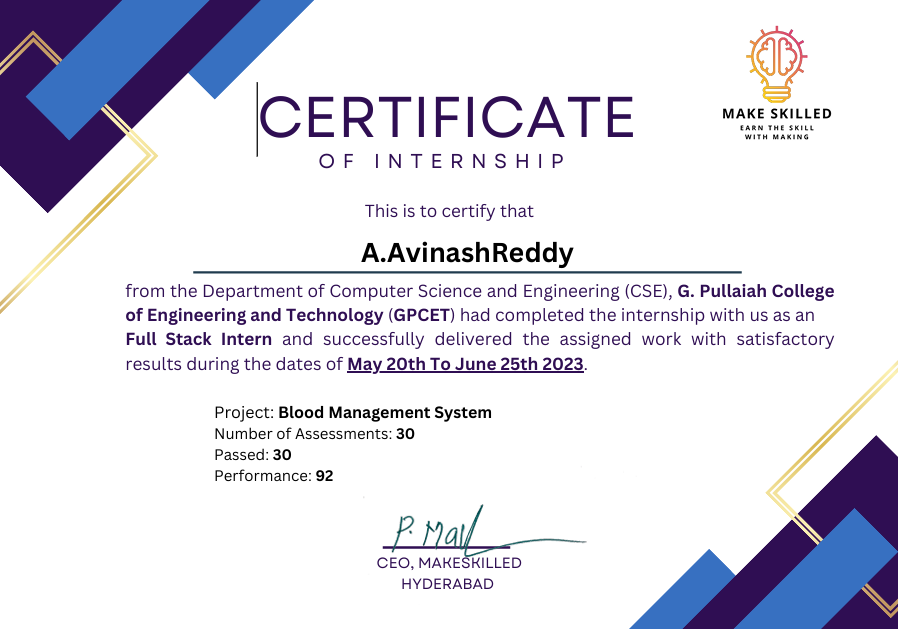 MAKE SKILLED
EARN THE SKILL
WITH MAKING
CERTIFICATE
OF INTERNSHIP
This is to certify that
A.AvinashReddy
from the Department of Computer Science and Engineering (CSE), G. Pullaiah College
of Engineering and Technology (GPCET) had completed the internship with us as an
Full Stack Intern and successfully delivered the assigned work with satisfactory
results during the dates of May 20th To June 25th 2023.
Project: Blood Management System
Number of Assessments: 30
Passed: 30
Performance: 92
CEO, MAKESKILLED
HYDERABAD